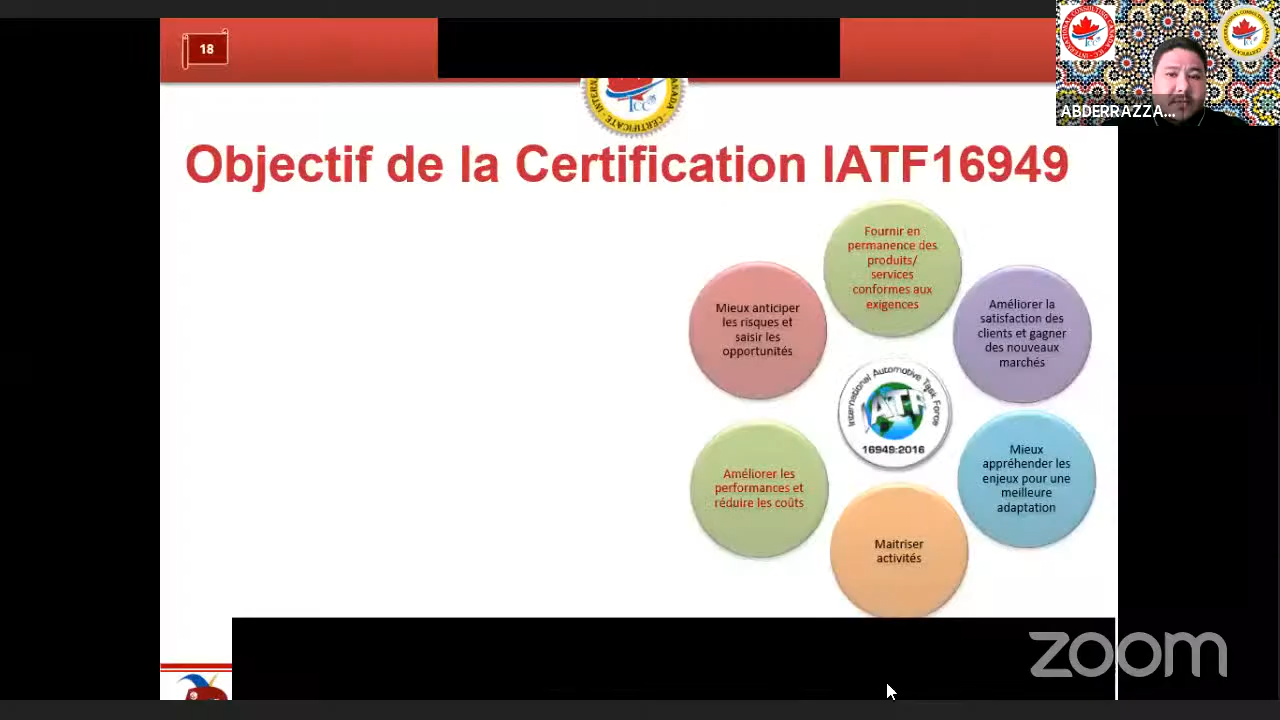 18
ABDERRAZZA...
Objectif de la Certification IATF16949
Fournir en
permanence des
produits/
services
conformes aux
exigences
Mieux anticiper
les risques et
saisir les
opportunités
Améliorer la
satisfaction des
clients et gagner
des nouveaux
marchés
International Automotive Task Force
IATF
16949:2016
Améliorer les
performances et
réduire les coûts
Mieux
appréhender les
enjeux pour une
meilleure
adaptation
Maitriser
activités
zoom